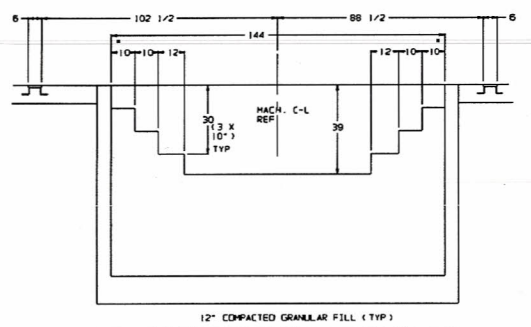 6 102 1/2 88 1/2 6
144
10 10 12 12 10 10
MACH. C-L
REF
30
(3 X
10")
TYP
39
12" COMPACTED GRANULAR FILL (TYP)